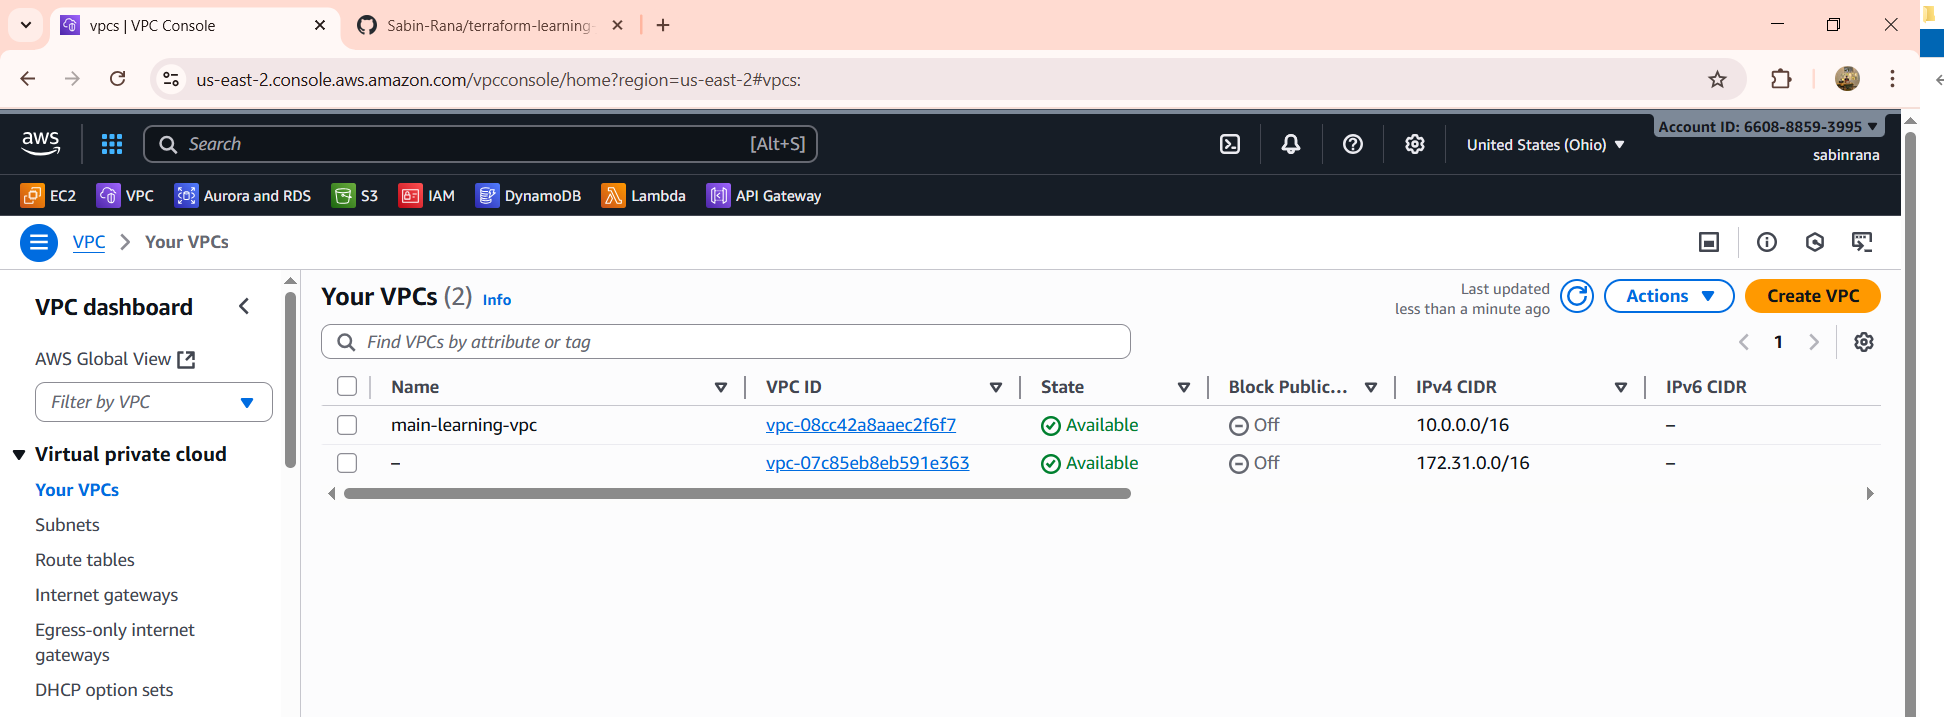 vpcs | VPC Console
Sabin-Rana/terraform-learning-
us-east-2.console.aws.amazon.com/vpcconsole/home?region=us-east-2#vpcs:
aws
Search
[Alt+S]
United States (Ohio)
Account ID: 6608-8859-3995
sabinrana
EC2 VPC Aurora and RDS S3 IAM DynamoDB Lambda API Gateway
VPC Your VPCs
VPC dashboard
AWS Global View
Filter by VPC
Virtual private cloud
Your VPCs
Subnets
Route tables
Internet gateways
Egress-only internet
gateways
DHCP option sets
Your VPCs (2) Info
Last updated
less than a minute ago
Actions
Create VPC
Find VPCs by attribute or tag
1
Name VPC ID State Block Public... IPv4 CIDR IPv6 CIDR
main-learning-vpc vpc-08cc42a8aaec2f6f7 Available Off 10.0.0.0/16 –
– vpc-07c85eb8eb591e363 Available Off 172.31.0.0/16 –